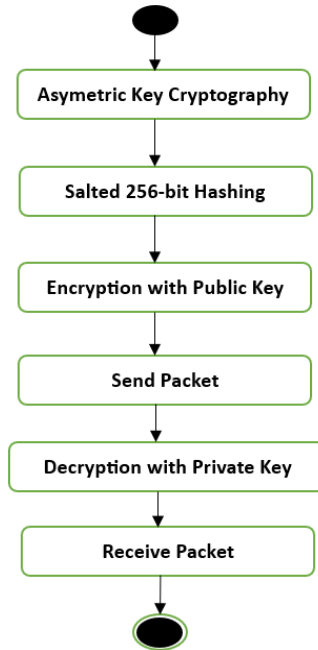 Asymetric Key Cryptography
Salted 256-bit Hashing
Encryption with Public Key
Send Packet
Decryption with Private Key
Receive Packet